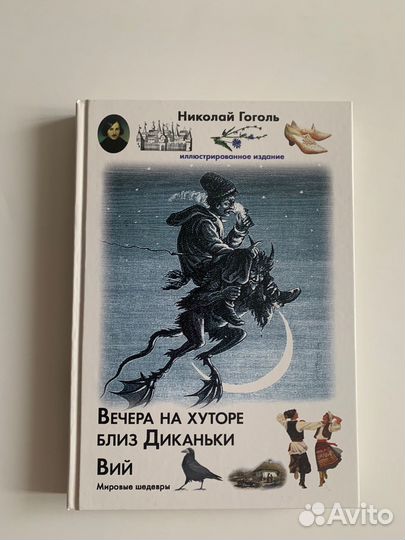 Николай Гоголь
иллюстрированное издание
Вечера на хуторе
близ Диканьки
Вий
Мировые шедевры
Avito